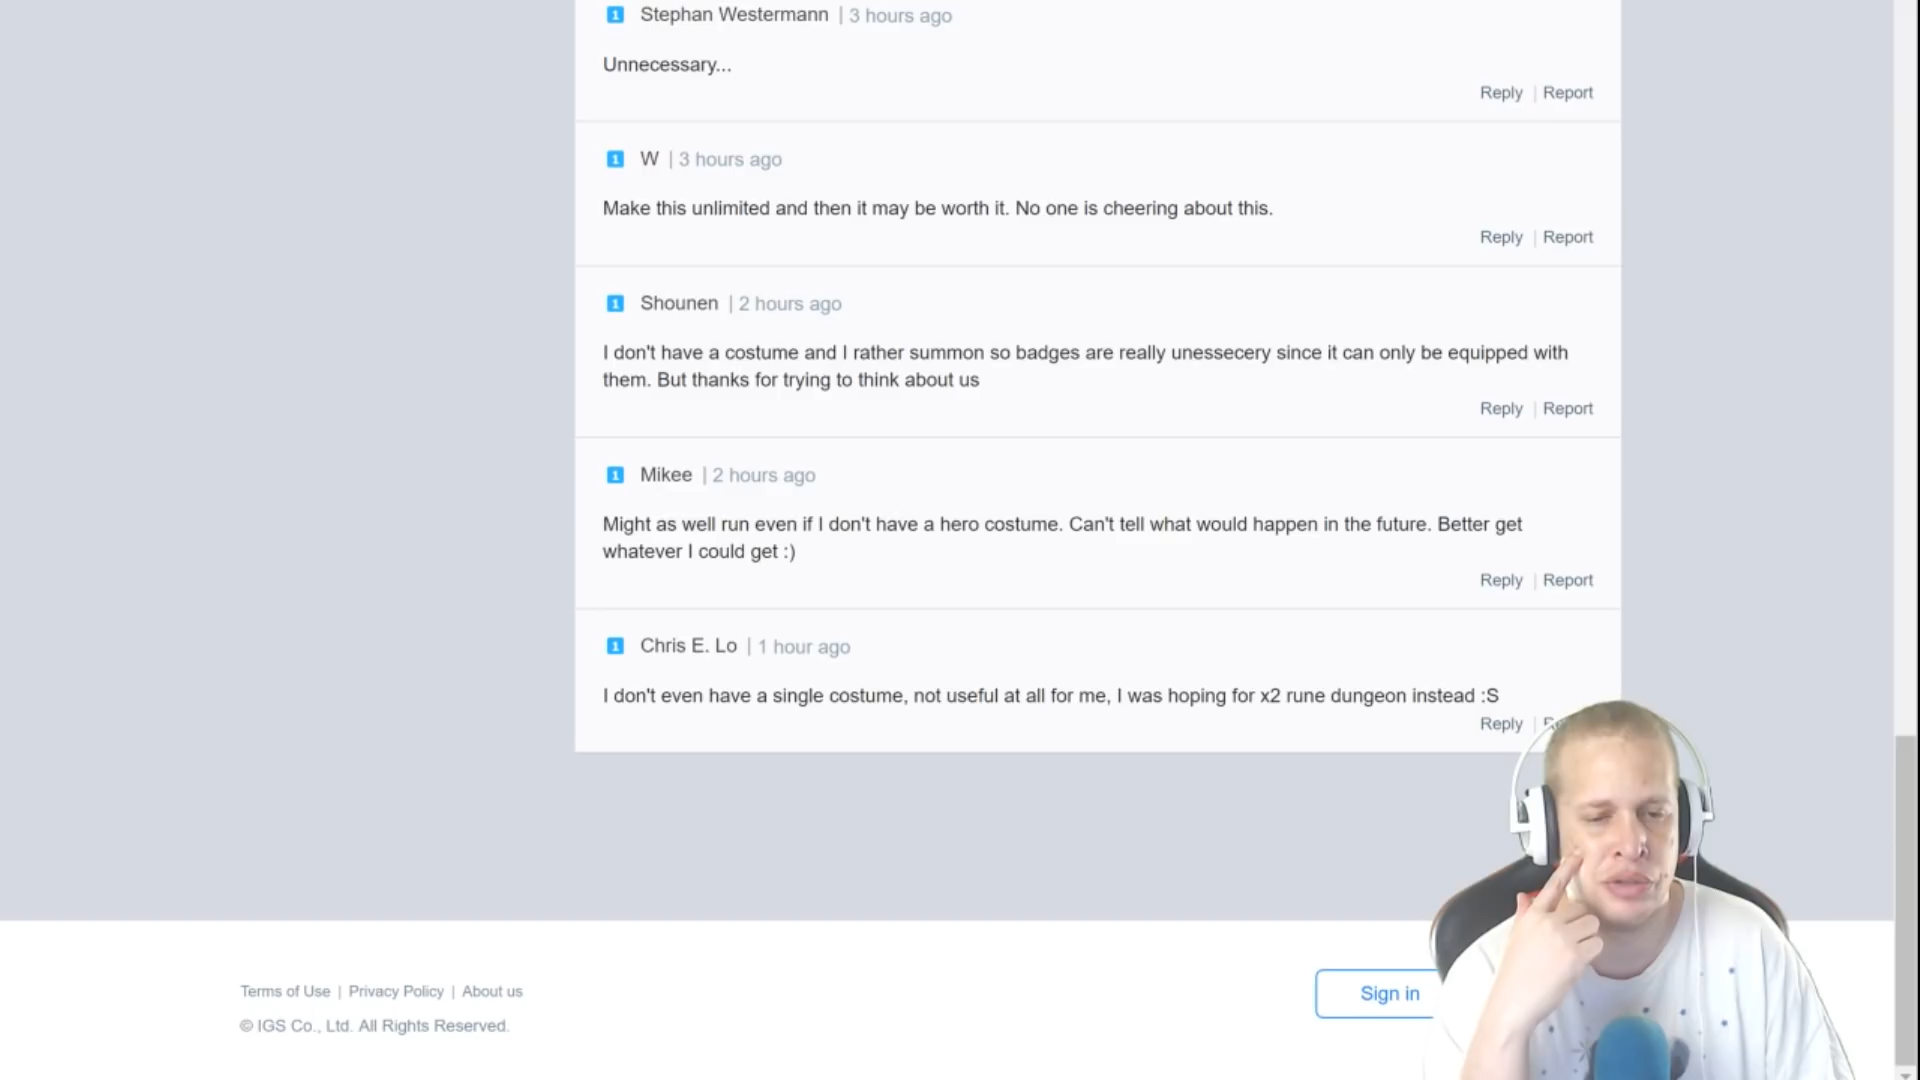 1 Stephan Westermann | 3 hours ago
Unnecessary...
Reply | Report
1 W | 3 hours ago
Make this unlimited and then it may be worth it. No one is cheering about this.
Reply | Report
1 Shounen | 2 hours ago
I don't have a costume and I rather summon so badges are really unessecery since it can only be equipped with
them. But thanks for trying to think about us
Reply | Report
1 Mikee | 2 hours ago
Might as well run even if I don't have a hero costume. Can't tell what would happen in the future. Better get
whatever I could get :)
Reply | Report
1 Chris E. Lo | 1 hour ago
I don't even have a single costume, not useful at all for me, I was hoping for x2 rune dungeon instead :S
Reply |
Terms of Use | Privacy Policy | About us
Sign in
© IGS Co., Ltd. All Rights Reserved.